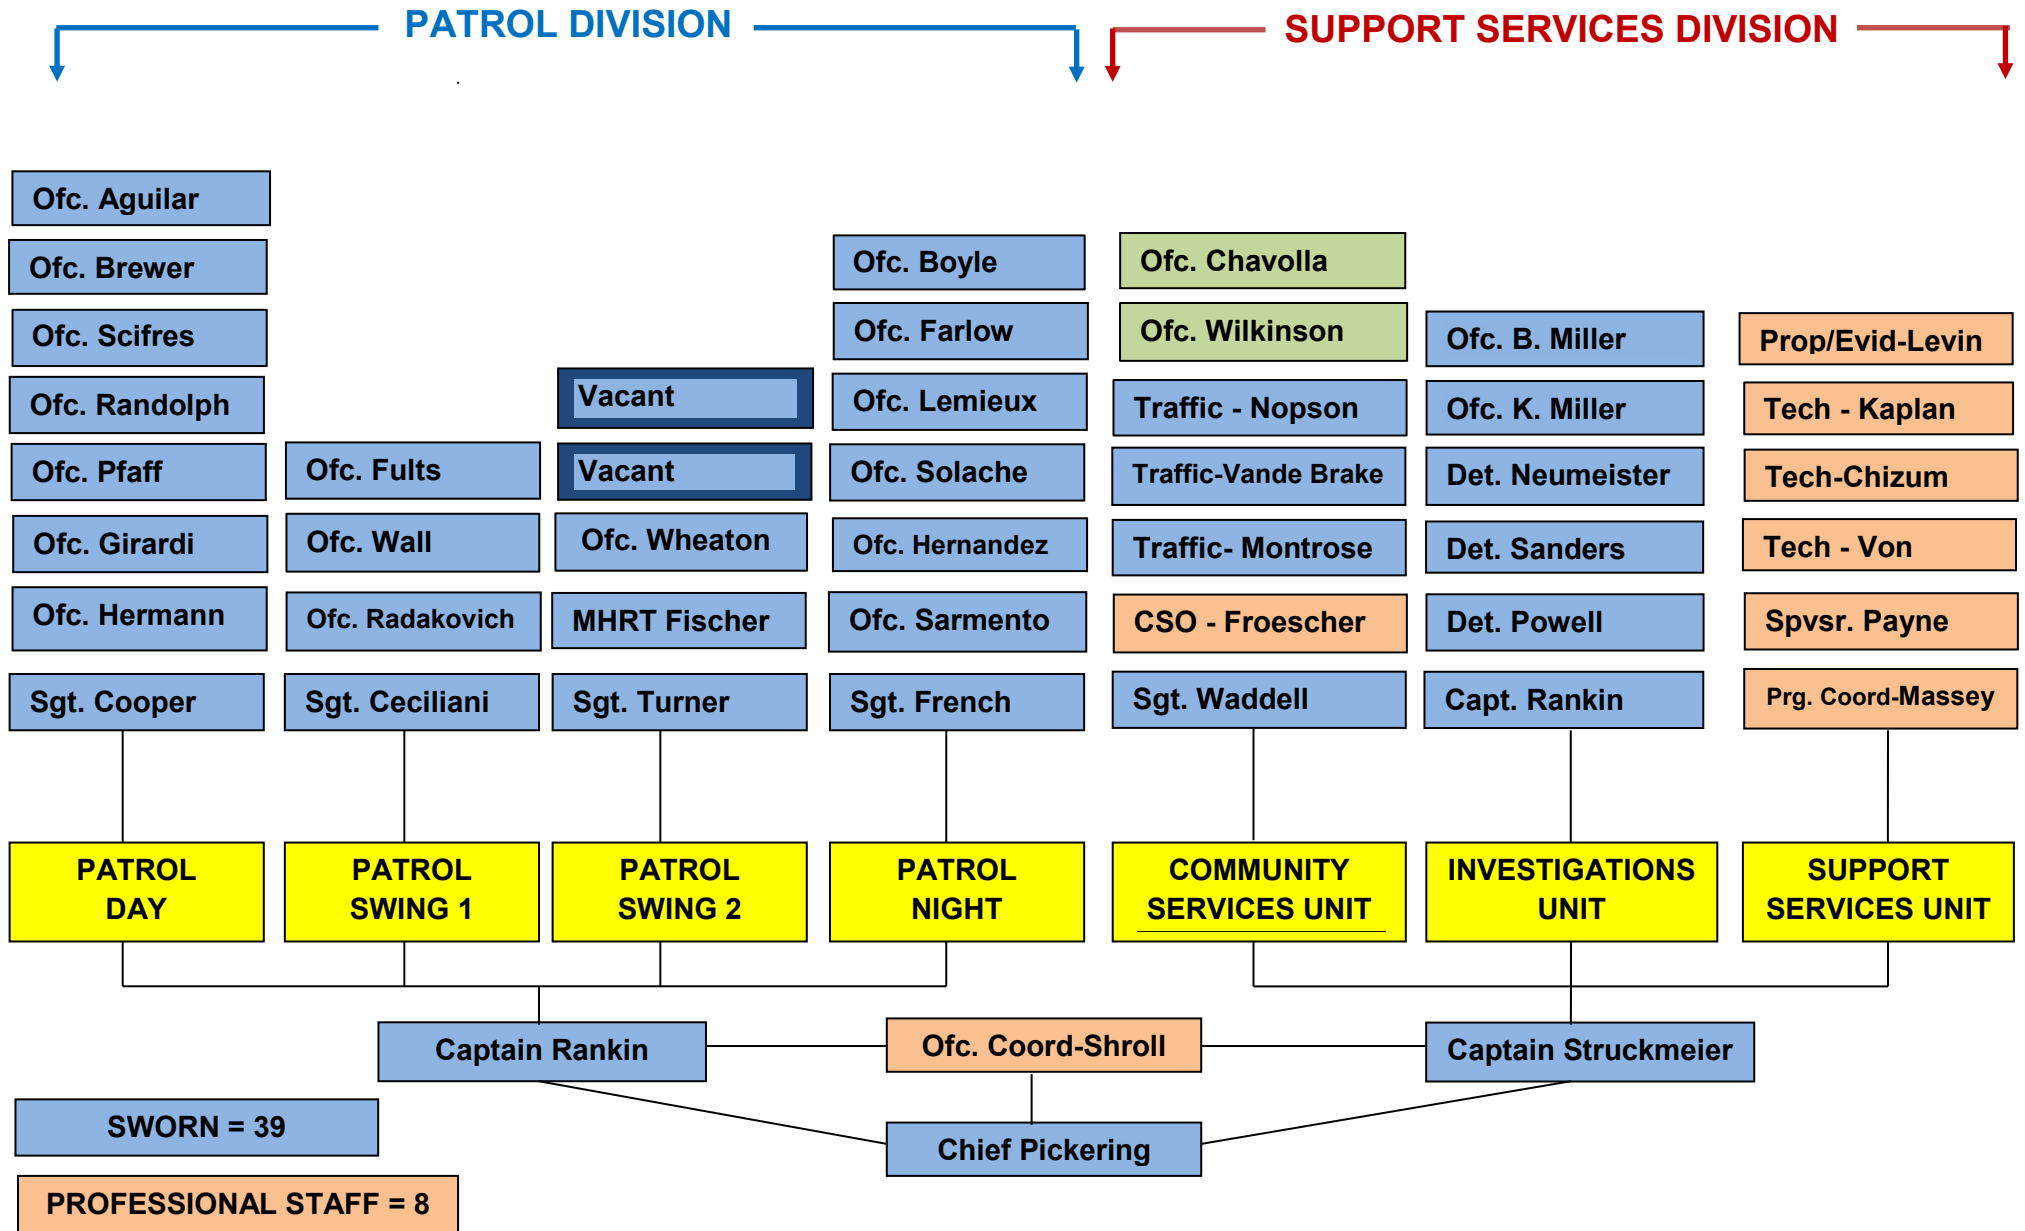 PATROL DIVISION
SUPPORT SERVICES DIVISION
Ofc. Aguilar
Ofc. Brewer
Ofc. Scifres
Ofc. Randolph
Ofc. Pfaff
Ofc. Girardi
Ofc. Hermann
Sgt. Cooper
PATROL
DAY
Ofc. Fults
Ofc. Wall
Ofc. Radakovich
Sgt. Ceciliani
PATROL
SWING 1
Vacant
Vacant
Ofc. Wheaton
MHRT Fischer
Sgt. Turner
PATROL
SWING 2
Ofc. Boyle
Ofc. Farlow
Ofc. Lemieux
Ofc. Solache
Ofc. Hernandez
Ofc. Sarmento
Sgt. French
PATROL
NIGHT
Ofc. Chavolla
Ofc. Wilkinson
Traffic - Nopson
Traffic-Vande Brake
Traffic- Montrose
CSO - Froescher
Sgt. Waddell
COMMUNITY
SERVICES UNIT
Ofc. B. Miller
Ofc. K. Miller
Det. Neumeister
Det. Sanders
Det. Powell
Capt. Rankin
INVESTIGATIONS
UNIT
Prop/Evid-Levin
Tech - Kaplan
Tech-Chizum
Tech - Von
Spvsr. Payne
Prg. Coord-Massey
SUPPORT
SERVICES UNIT
Captain Rankin
Ofc. Coord-Shroll
Captain Struckmeier
Chief Pickering
SWORN = 39
PROFESSIONAL STAFF = 8